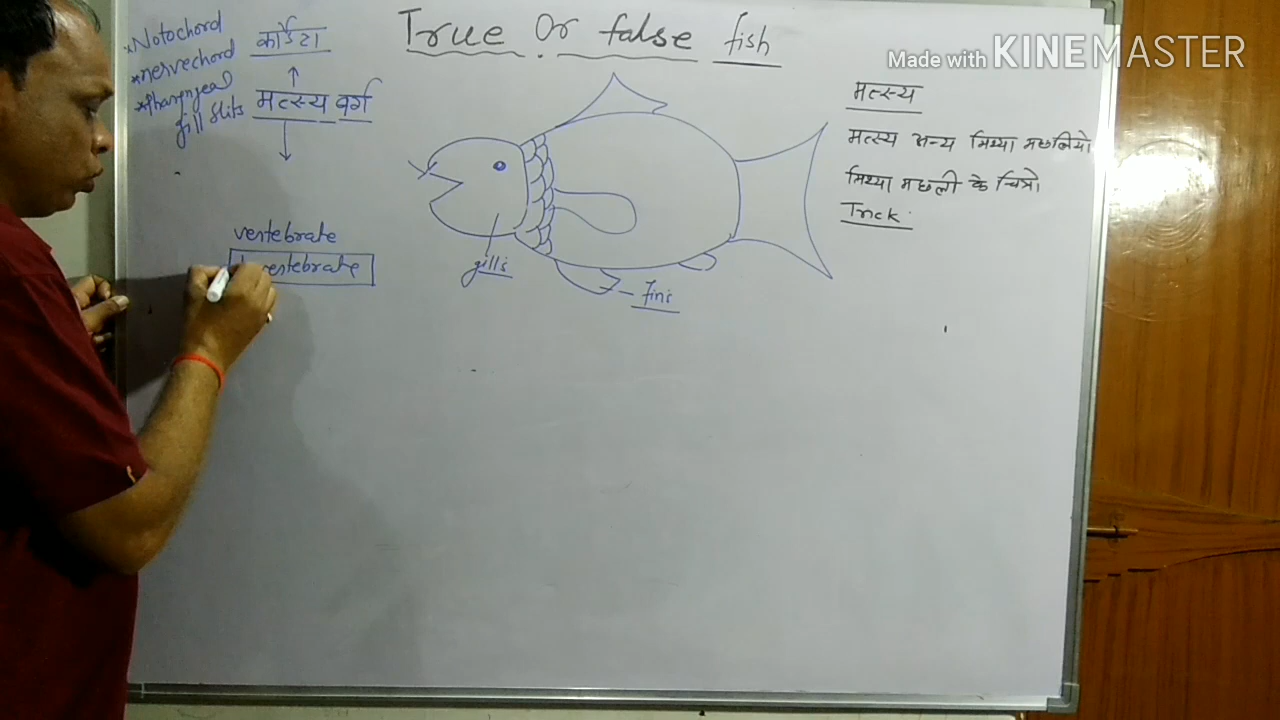 True Or false fish
Made with KINEMASTER
*Notochord
*nervechord
*Pharyngeal
gill slits
कार्डेटा
मत्स्य वर्ग
vertebrate
Invertebrate
gills
Fins
मत्स्य
मत्स्य अन्य मिथ्या मछलियो
मिथ्या मछली के चित्रो
Trick